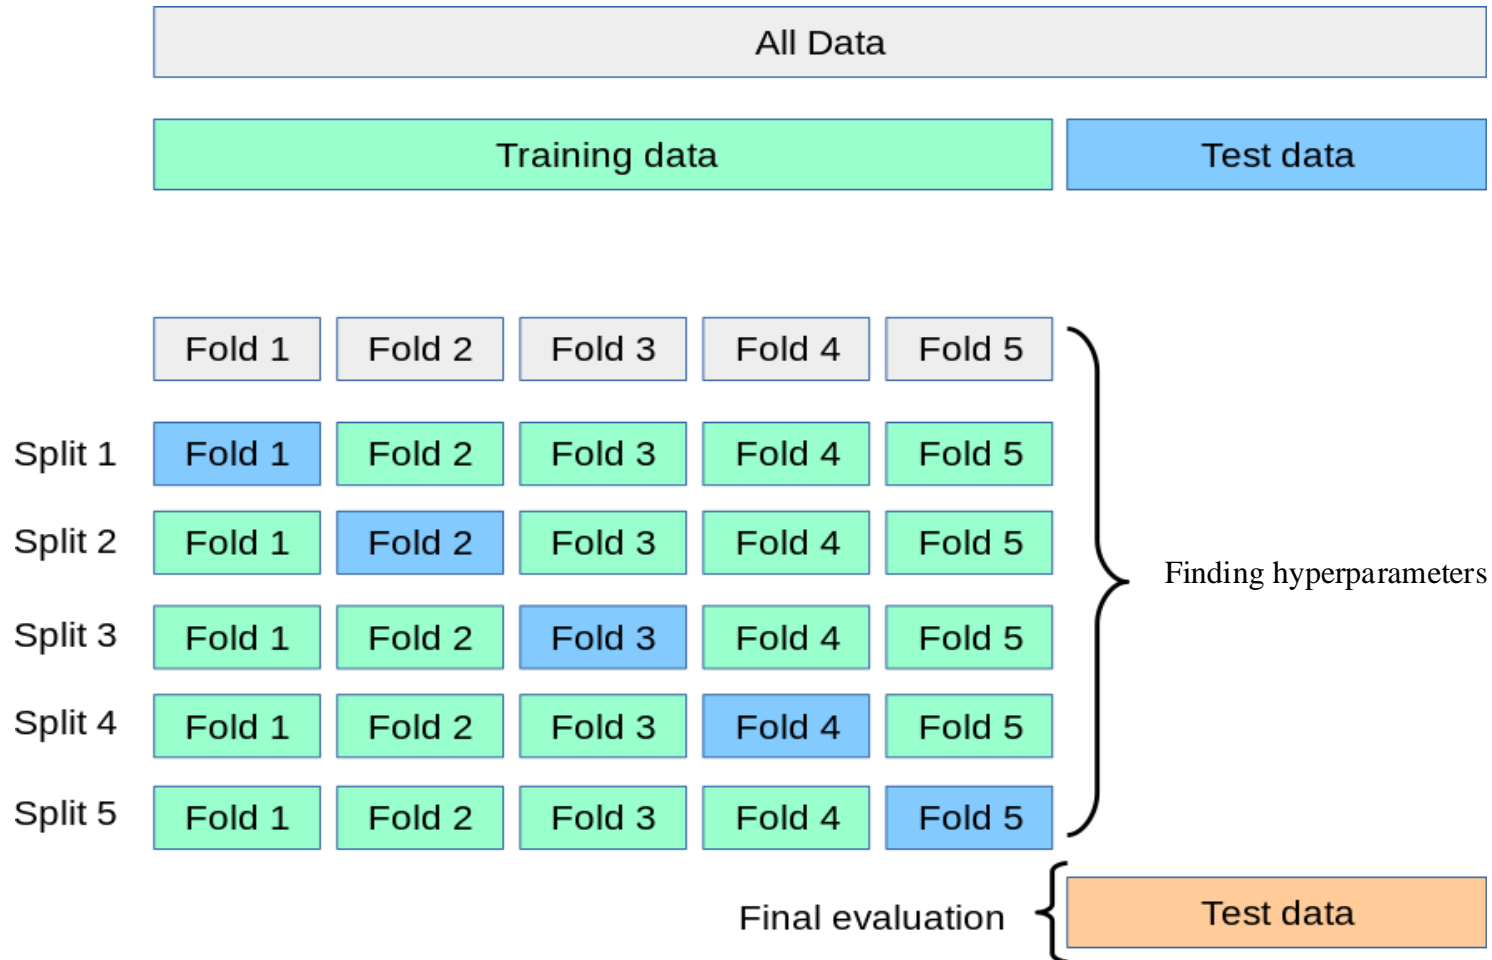 All Data
Training data Test data
Fold 1 Fold 2 Fold 3 Fold 4 Fold 5
Split 1 Fold 1 Fold 2 Fold 3 Fold 4 Fold 5
Split 2 Fold 1 Fold 2 Fold 3 Fold 4 Fold 5
Finding hyperparameters
Split 3 Fold 1 Fold 2 Fold 3 Fold 4 Fold 5
Split 4 Fold 1 Fold 2 Fold 3 Fold 4 Fold 5
Split 5 Fold 1 Fold 2 Fold 3 Fold 4 Fold 5
Final evaluation Test data